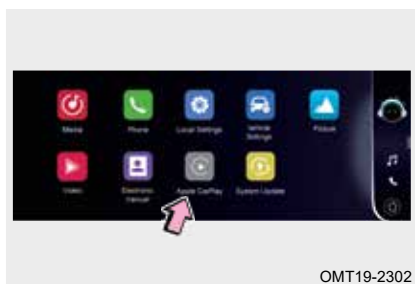 Media
Phone
Local Settings
Vehicle
Settings
Picture
Video
Electronic
manual
Apple CarPlay
System Update
OMT19-2302